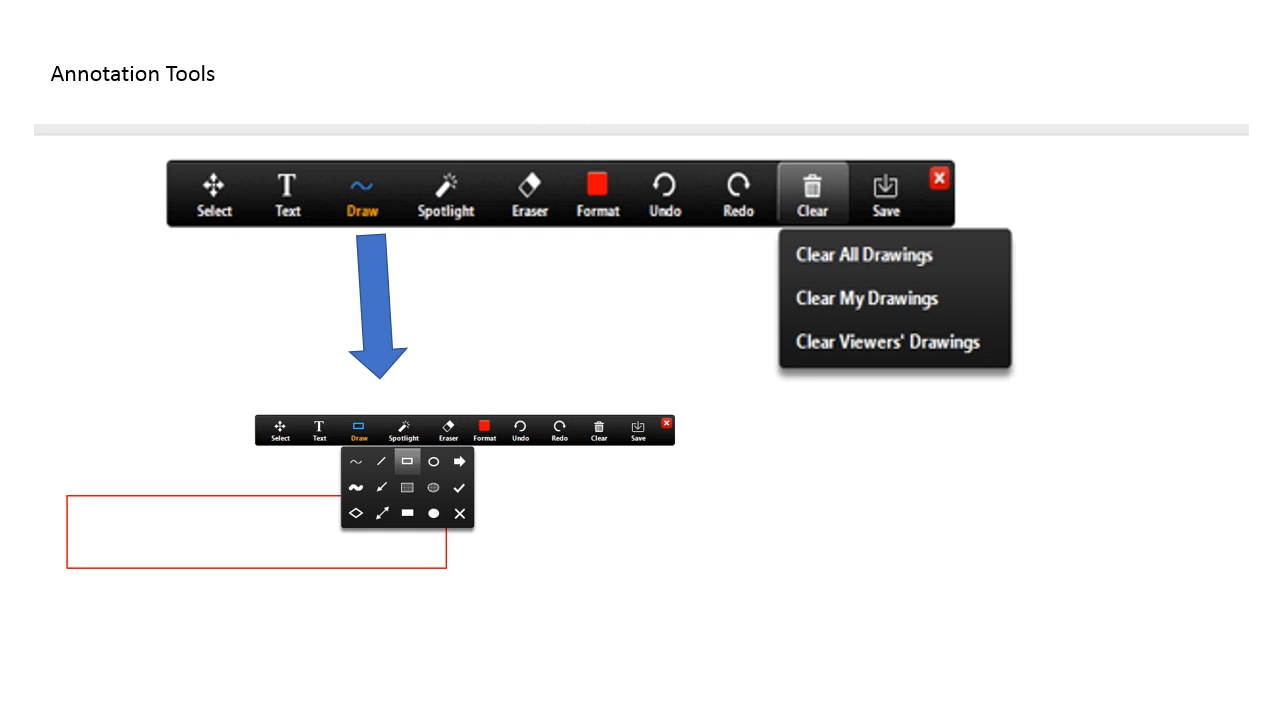 Annotation Tools
Select Text Draw Spotlight Eraser Format Undo Redo Clear Save
Clear All Drawings
Clear My Drawings
Clear Viewers' Drawings
Select Text Draw Spotlight Eraser Format Undo Redo Clear Save